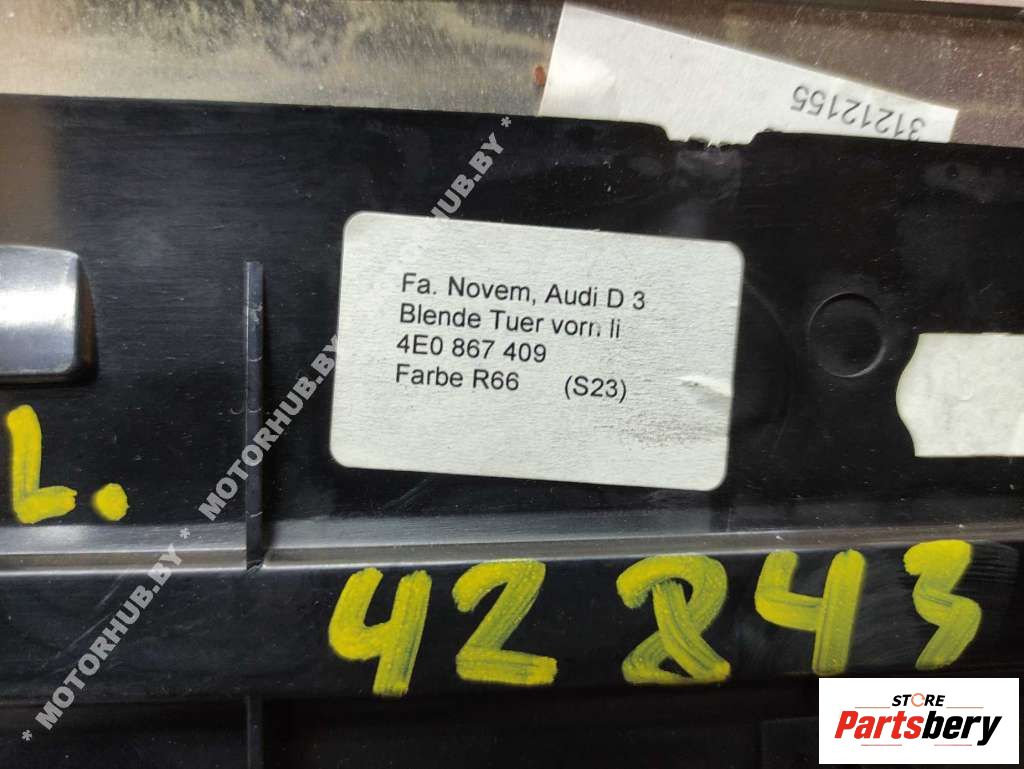 31212155
Fa. Novem, Audi D 3
Blende Tuer vorn. li
4E0 867 409
Farbe R66 (S23)
L.
42843
* MOTORHUB.BY * MOTORHUB.BY * MOTORHUB.BY *
STORE
Partsbery